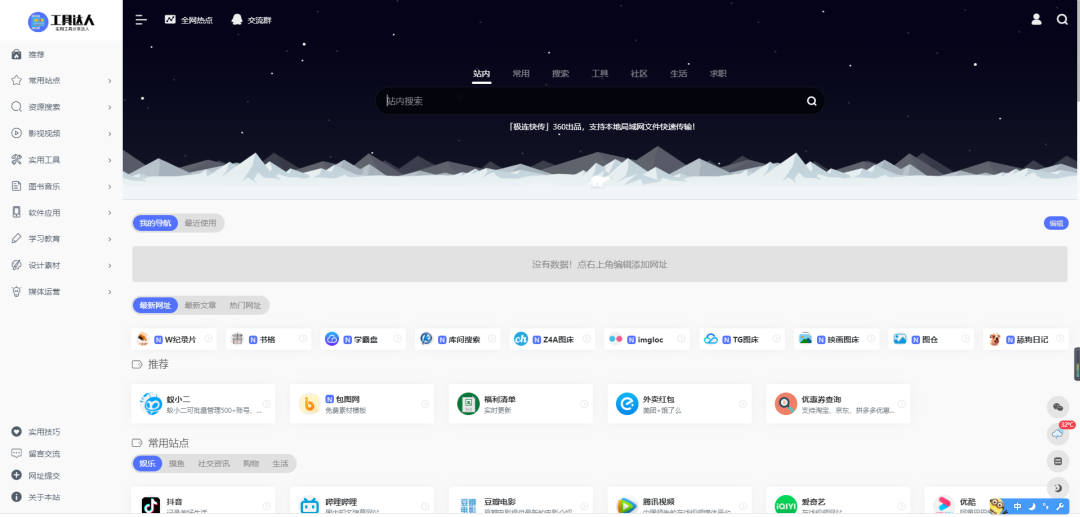 工具达人
实用工具分享达人
推荐
常用站点
资源搜索
影视视频
实用工具
图书音乐
软件应用
学习教育
设计素材
媒体运营
实用技巧
留言交流
网址提交
关于本站
全网热点
交流群
站内 常用 搜索 工具 社区 生活 求职
站内搜索
「极连快传」360出品，支持本地局域网文件快速传输！
我的导航 最近使用
编辑
没有数据！点右上角编辑添加网址
最新网址 最新文章 热门网址
N W纪录片
N 书格
N 学霸盘
N 库问搜索
N Z4A图床
N imgloc
N TG图床
N 映画图床
N 图仓
N 舔狗日记
推荐
蚁小二
蚁小二可批量管理500+账号、...
N 包图网
免费素材模板
福利清单
实时更新
外卖红包
美团+饿了么
优惠券查询
支持淘宝、京东、拼多多优惠...
常用站点
娱乐 摸鱼 社交资讯 购物 生活
抖音
记录美好生活
哔哩哔哩
豆瓣电影
腾讯视频
iQIYI
爱奇艺
在线视频网站
优酷
32℃
中